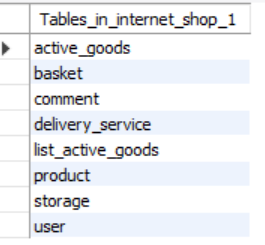 Tables_in_internet_shop_1
active_goods
basket
comment
delivery_service
list_active_goods
product
storage
user